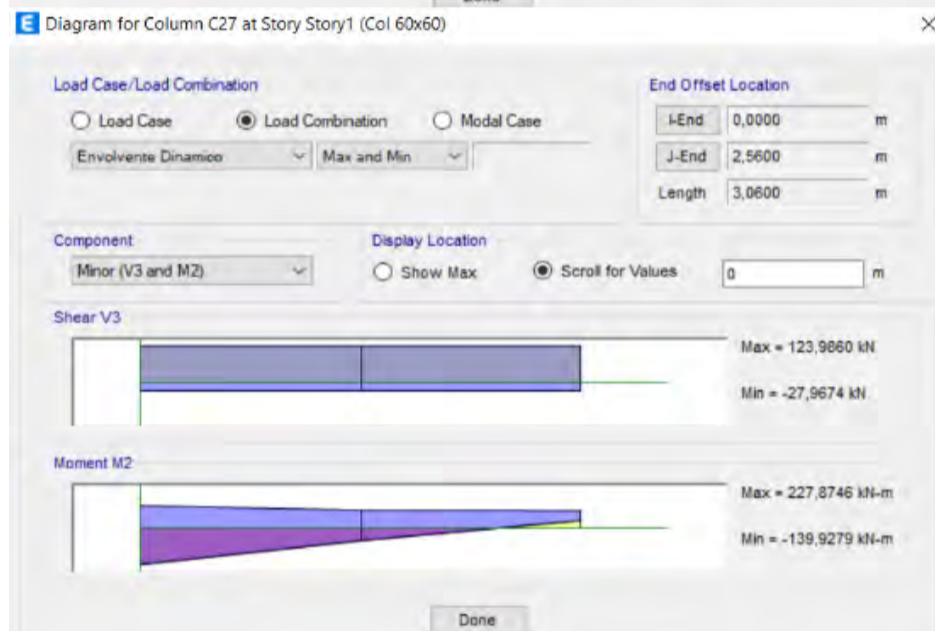 Diagram for Column C27 at Story Story1 (Col 60x60)
Load Case/Load Combination
End Offset Location
Load Case
Load Combination
Modal Case
I-End 0,0000 m
Envolvente Dinamico Max and Min
J-End 2,5600 m
Length 3,0600 m
Component
Display Location
Minor (V3 and M2)
Show Max
Scroll for Values
0 m
Shear V3
Max = 123,9860 kN
Min = -27,9674 kN
Moment M2
Max = 227,8746 kN-m
Min = -139,9279 kN-m
Done